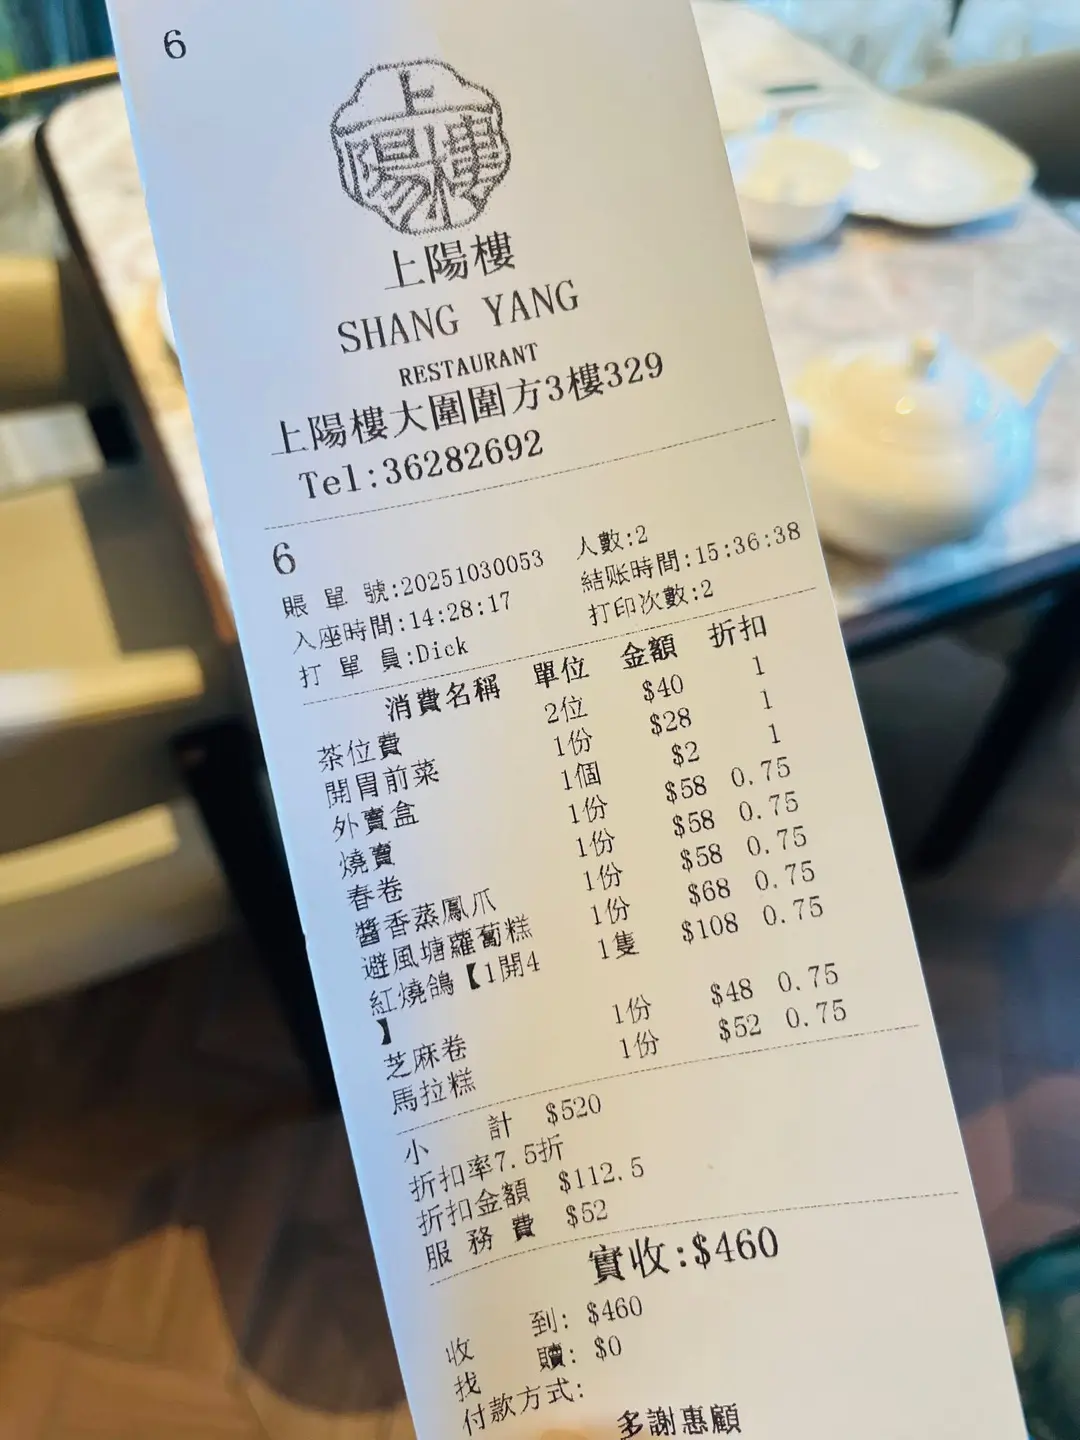 6
上陽樓
上陽樓
SHANG YANG
RESTAURANT
上陽樓大圍圍方3樓329
Tel:36282692
6
賬單號:20251030053 人數:2
入座時間:14:28:17 結账時間:15:36:38
打單員:Dick 打印次數:2
消費名稱 單位 金額 折扣
茶位費 2位 $40 1
開胃前菜 1份 $28 1
外賣盒 1個 $2 1
燒賣 1份 $58 0.75
春卷 1份 $58 0.75
醬香蒸鳳爪 1份 $58 0.75
避風塘蘿蔔糕 1份 $68 0.75
紅燒鴿【1開4 1隻 $108 0.75
】
芝麻卷 1份 $48 0.75
馬拉糕 1份 $52 0.75
小計 $520
折扣率7.5折
折扣金額 $112.5
服務費 $52
實收:$460
收到: $460
找贖: $0
付款方式:
多謝惠顧